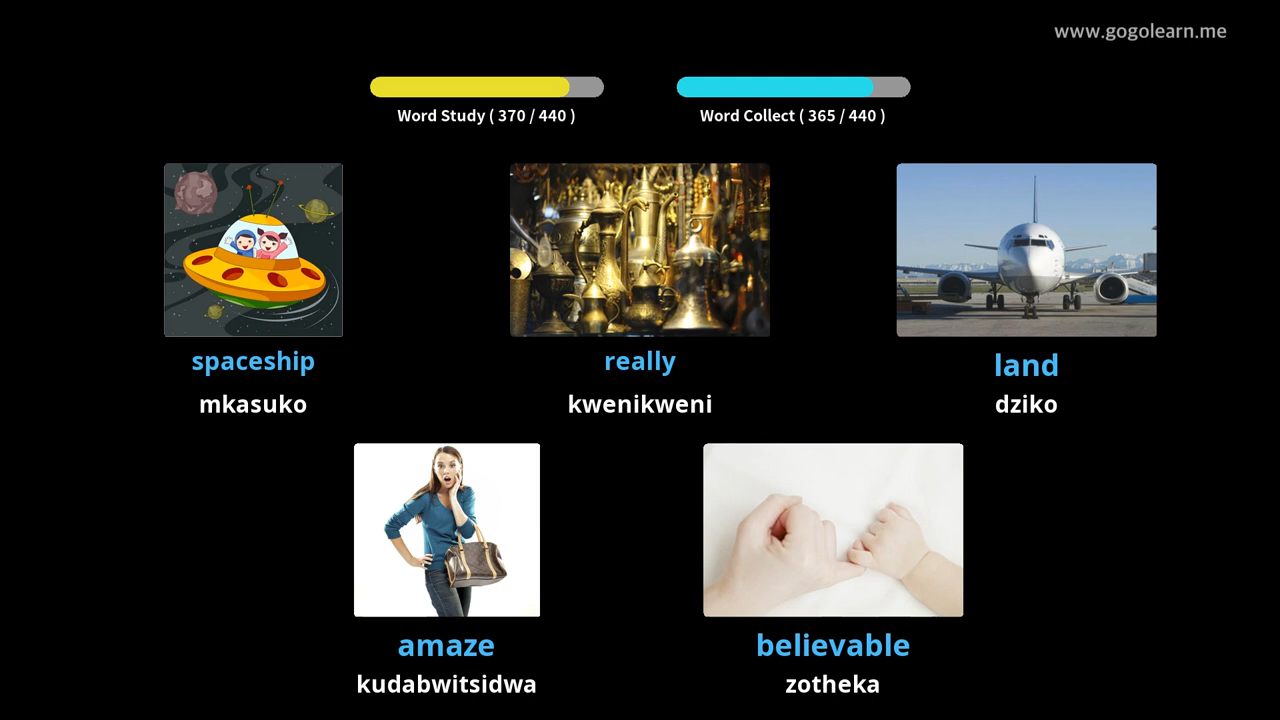 www.gogolearn.me
Word Study ( 370 / 440 )
Word Collect ( 365 / 440 )
spaceship
really
land
mkasuko
kwenikweni
dziko
amaze
believable
kudabwitsidwa
zotheka